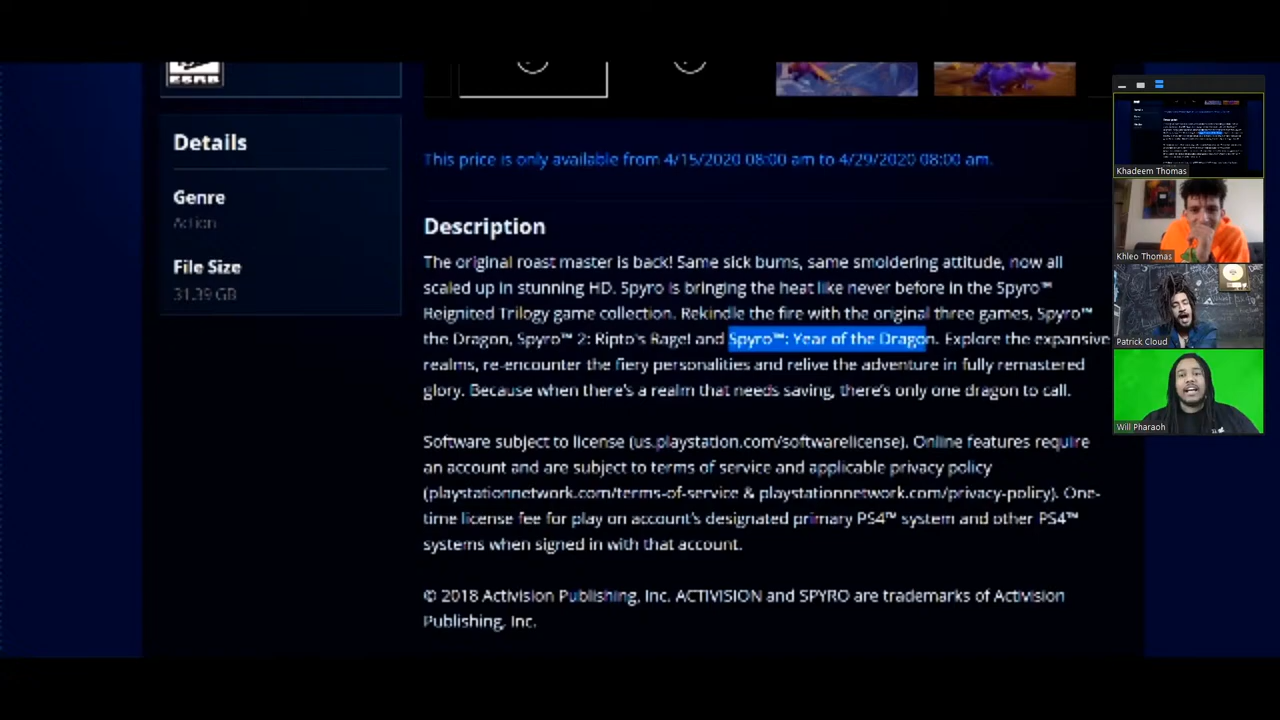 ESRB
Details
Genre
Action
File Size
31.39 GB
This price is only available from 4/15/2020 08:00 am to 4/29/2020 08:00 am.
Description
The original roast master is back! Same sick burns, same smoldering attitude, now all
scaled up in stunning HD. Spyro is bringing the heat like never before in the Spyro™
Reignited Trilogy game collection. Rekindle the fire with the original three games, Spyro™
the Dragon, Spyro™ 2: Ripto's Rage! and Spyro™: Year of the Dragon. Explore the expansive
realms, re-encounter the fiery personalities and relive the adventure in fully remastered
glory. Because when there's a realm that needs saving, there's only one dragon to call.
Software subject to license (us.playstation.com/softwarelicense). Online features require
an account and are subject to terms of service and applicable privacy policy
(playstationnetwork.com/terms-of-service & playstationnetwork.com/privacy-policy). One-
time license fee for play on account's designated primary PS4™ system and other PS4™
systems when signed in with that account.
© 2018 Activision Publishing, Inc. ACTIVISION and SPYRO are trademarks of Activision
Publishing, Inc.
Khadeem Thomas
Khleo Thomas
Patrick Cloud
Will Pharaoh